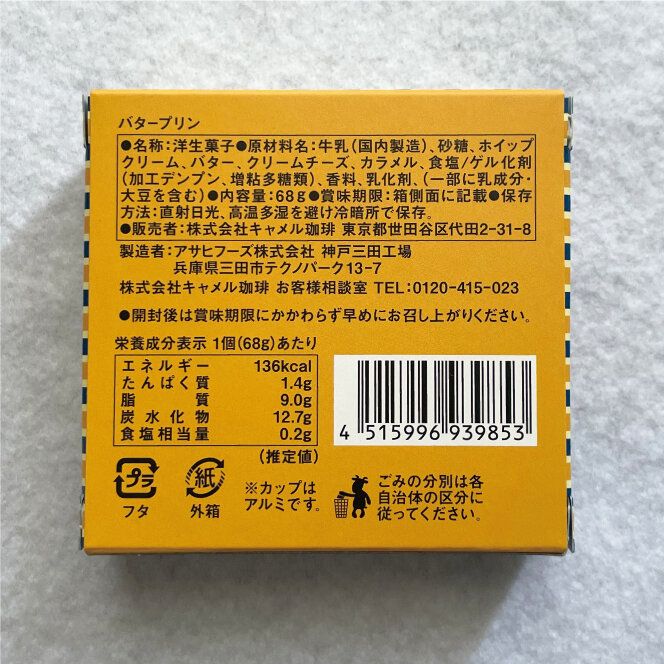 バタープリン
●名称:洋生菓子●原材料名:牛乳(国内製造)、砂糖、ホイップ
クリーム、バター、クリームチーズ、カラメル、食塩/ゲル化剤
(加工デンプン、増粘多糖類)、香料、乳化剤、(一部に乳成分・
大豆を含む)●内容量:68g●賞味期限:箱側面に記載●保存
方法:直射日光、高温多湿を避け冷暗所で保存。
●販売者:株式会社キャメル珈琲 東京都世田谷区代田2-31-8
製造者:アサヒフーズ株式会社 神戸三田工場
兵庫県三田市テクノパーク13-7
株式会社キャメル珈琲 お客様相談室 TEL:0120-415-023
●開封後は賞味期限にかかわらず早めにお召し上がりください。
栄養成分表示 1個(68g)あたり
エネルギー 136kcal
たんぱく質 1.4g
脂質 9.0g
炭水化物 12.7g
食塩相当量 0.2g
(推定値)
4 515996 939853
プラ
フタ
紙
外箱
※カップは
アルミです。
ごみの分別は各
自治体の区分に
従ってください。